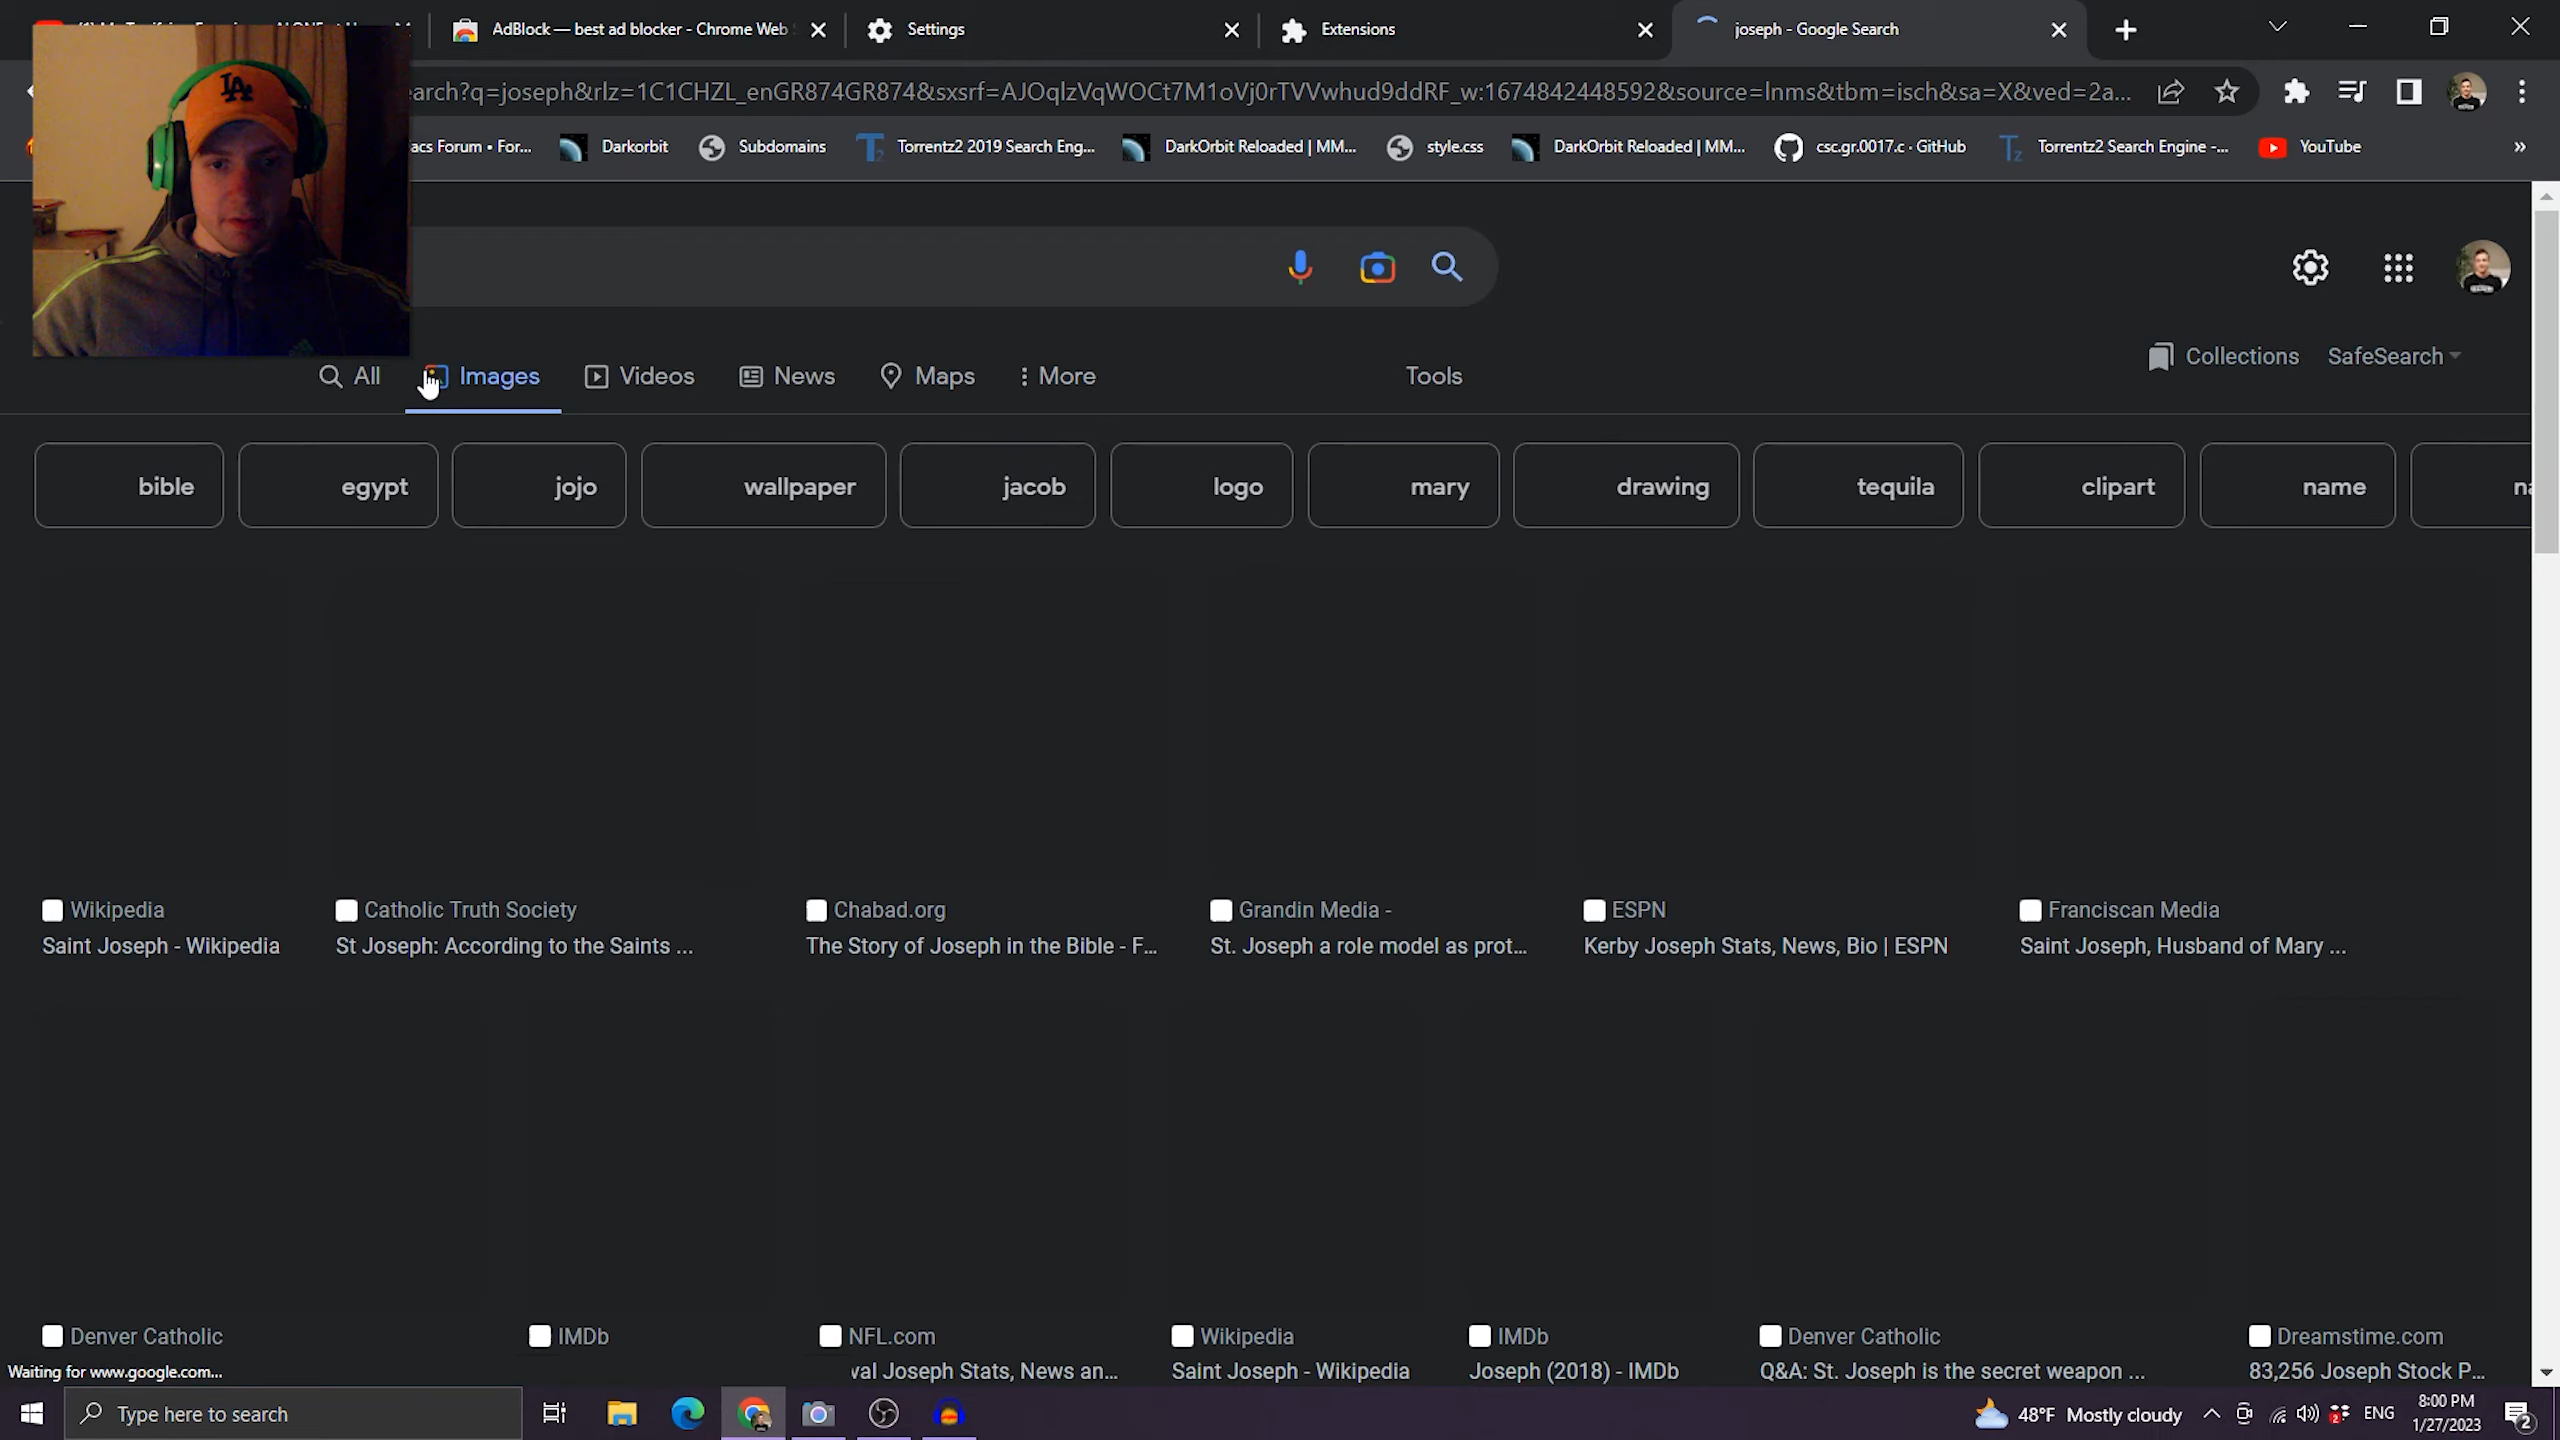 AdBlock — best ad blocker - Chrome Web
Settings
Extensions
joseph - Google Search
earch?q=joseph&rlz=1C1CHZL_enGR874GR874&sxsrf=AJOqlzVqWOCt7M1oVj0rTVVwhud9ddRF_w:1674842448592&source=lnms&tbm=isch&sa=X&ved=2a...
acs Forum • For...
Darkorbit
Subdomains
Torrentz2 2019 Search Eng...
DarkOrbit Reloaded | MM...
style.css
DarkOrbit Reloaded | MM...
csc.gr.0017.c · GitHub
Torrentz2 Search Engine -...
YouTube
LA
Collections
SafeSearch
All
Images
Videos
News
Maps
More
Tools
bible
egypt
jojo
wallpaper
jacob
logo
mary
drawing
tequila
clipart
name
na
Wikipedia
Saint Joseph - Wikipedia
Catholic Truth Society
St Joseph: According to the Saints ...
Chabad.org
The Story of Joseph in the Bible - F...
Grandin Media -
St. Joseph a role model as prot...
ESPN
Kerby Joseph Stats, News, Bio | ESPN
Franciscan Media
Saint Joseph, Husband of Mary ...
Denver Catholic
IMDb
NFL.com
val Joseph Stats, News an...
Wikipedia
Saint Joseph - Wikipedia
IMDb
Joseph (2018) - IMDb
Denver Catholic
Q&A: St. Joseph is the secret weapon ...
Dreamstime.com
83,256 Joseph Stock P...
Waiting for www.google.com...
Type here to search
48°F Mostly cloudy
ENG
8:00 PM
1/27/2023
2